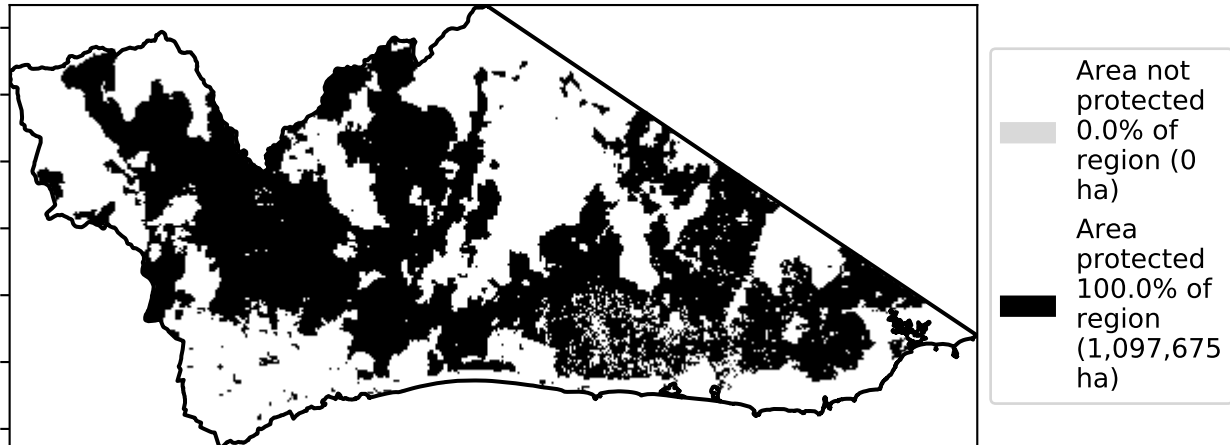 Area not
protected
0.0% of
region (0
ha)
Area
protected
100.0% of
region
(1,097,675
ha)